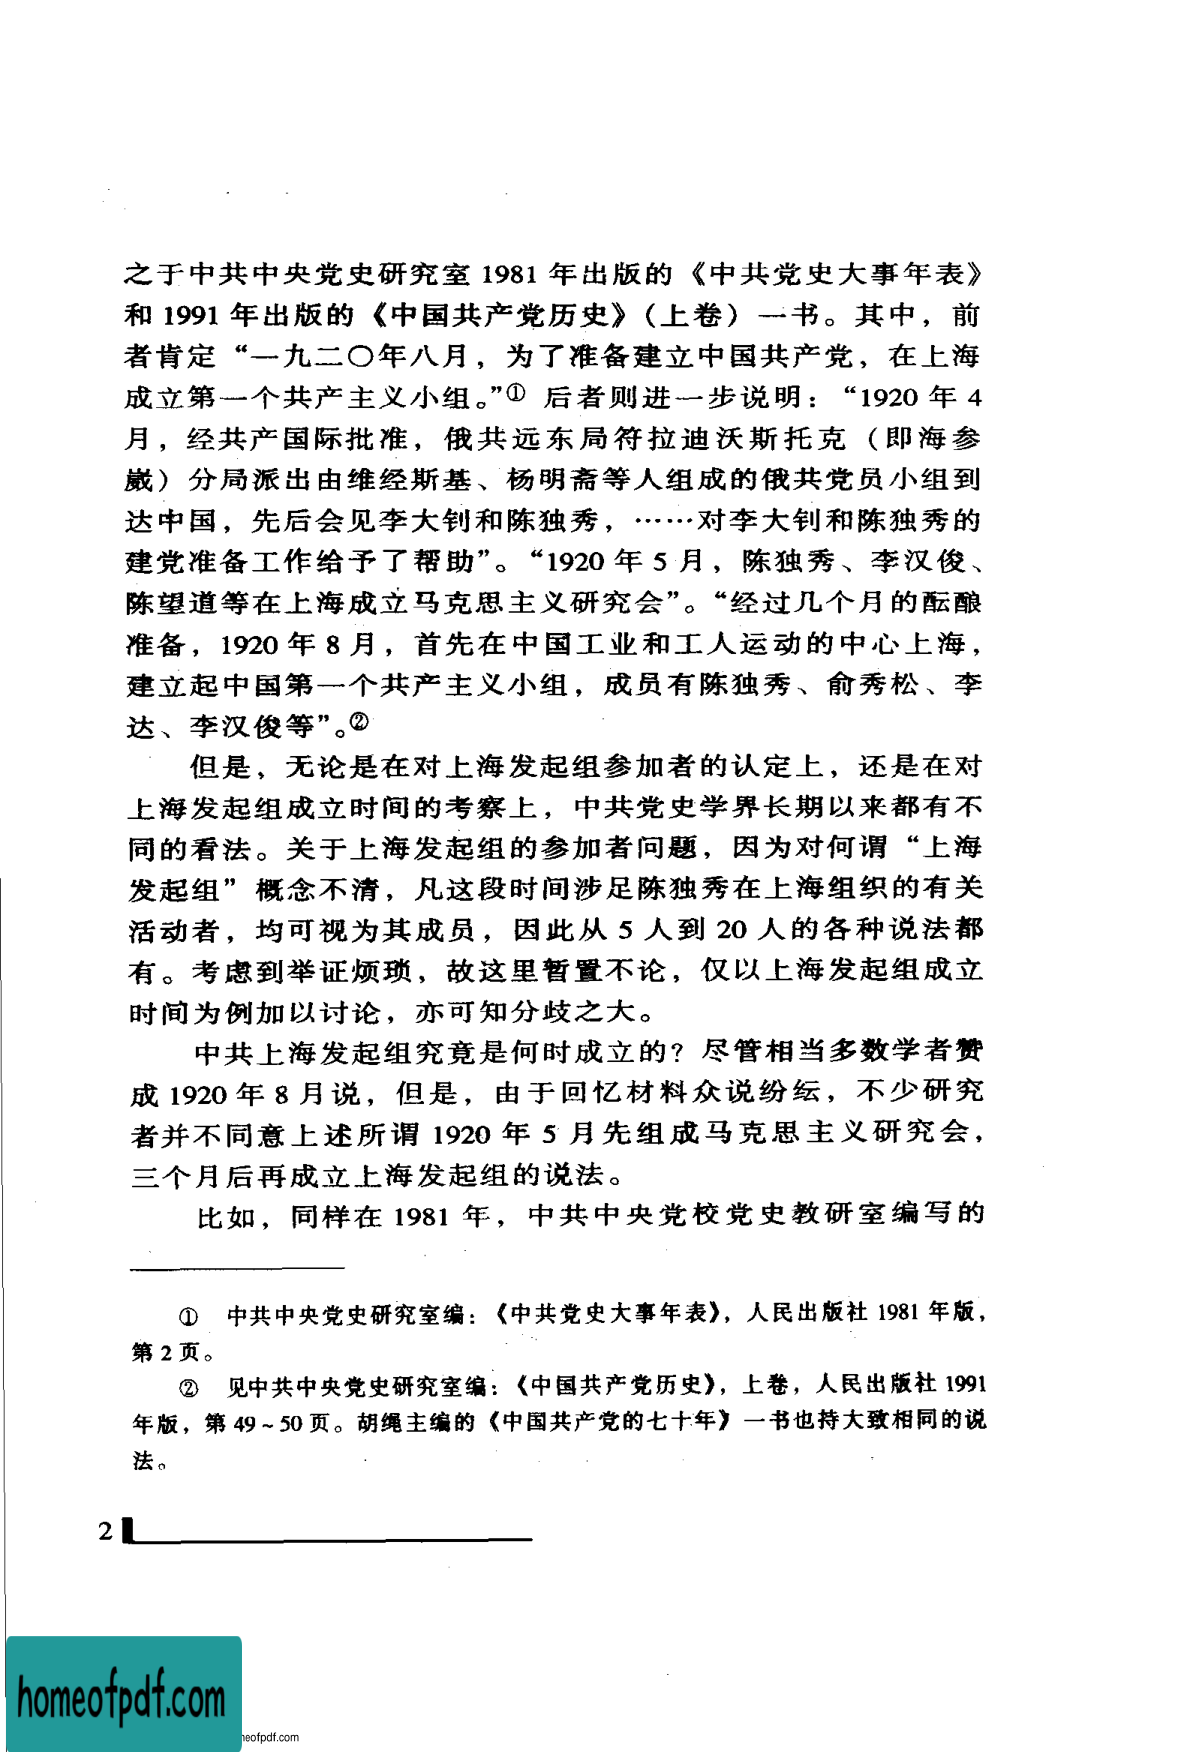 之于中共中央党史研究室 1981 年出版的《中共党史大事年表》
和 1991 年出版的《中国共产党历史》（上卷）一书。其中，前
者肯定“一九二〇年八月，为了准备建立中国共产党，在上海
成立第一个共产主义小组。”① 后者则进一步说明：“1920 年 4
月，经共产国际批准，俄共远东局符拉迪沃斯托克（即海参
崴）分局派出由维经斯基、杨明斋等人组成的俄共党员小组到
达中国，先后会见李大钊和陈独秀，……对李大钊和陈独秀的
建党准备工作给予了帮助”。“1920 年 5 月，陈独秀、李汉俊、
陈望道等在上海成立马克思主义研究会”。“经过几个月的酝酿
准备，1920 年 8 月，首先在中国工业和工人运动的中心上海，
建立起中国第一个共产主义小组，成员有陈独秀、俞秀松、李
达、李汉俊等”。②
但是，无论是在对上海发起组参加者的认定上，还是在对
上海发起组成立时间的考察上，中共党史学界长期以来都有不
同的看法。关于上海发起组的参加者问题，因为对何谓“上海
发起组”概念不清，凡这段时间涉足陈独秀在上海组织的有关
活动者，均可视为其成员，因此从 5 人到 20 人的各种说法都
有。考虑到举证烦琐，故这里暂置不论，仅以上海发起组成立
时间为例加以讨论，亦可知分歧之大。
中共上海发起组究竟是何时成立的？尽管相当多数学者赞
成 1920 年 8 月说，但是，由于回忆材料众说纷纭，不少研究
者并不同意上述所谓 1920 年 5 月先组成马克思主义研究会，
三个月后再成立上海发起组的说法。
比如，同样在 1981 年，中共中央党校党史教研室编写的
① 中共中央党史研究室编：《中共党史大事年表》，人民出版社 1981 年版，
第 2 页。
② 见中共中央党史研究室编：《中国共产党历史》，上卷，人民出版社 1991
年版，第 49～50 页。胡绳主编的《中国共产党的七十年》一书也持大致相同的说
法。
2
homeofpdf.com
neofpdf.com